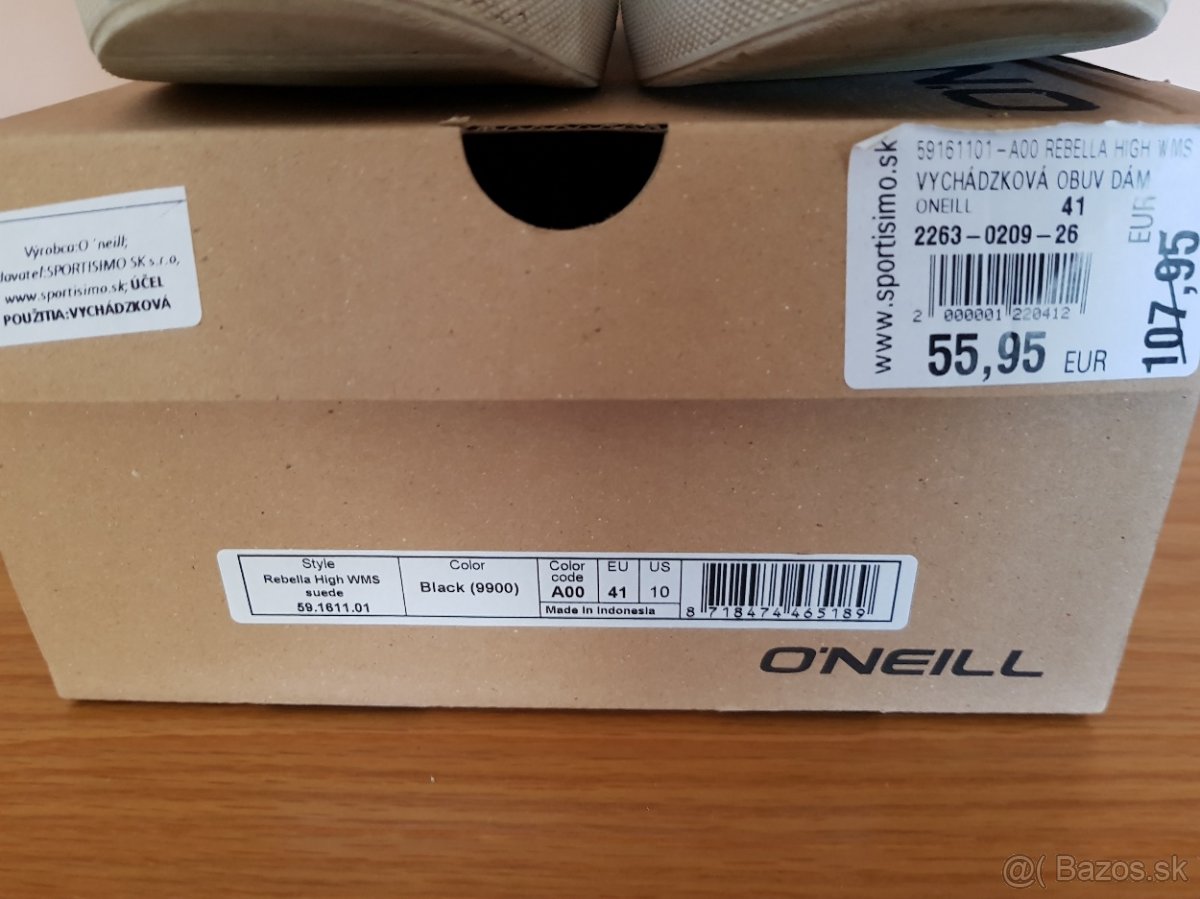 N.O
59161101-A00 REBELLA HIGH WMS
VYCHÁDZKOVÁ OBUV DÁM
ONEILL 41
2263-0209-26
2 000001 220412
55,95 EUR
www.sportisimo.sk
EUR
107,95
Výrobca:O´neill;
SPORTISIMO SK s.r.o,
www.sportisimo.sk; ÚČEL
POUŽITIA:VYCHÁDZKOVÁ
Style
Rebella High WMS
suede
59.1611.01
Color
Black (9900)
Color
code
A00
EU
41
US
10
Made In Indonesia
8 718474 465189
O'NEILL
@( Bazos.sk